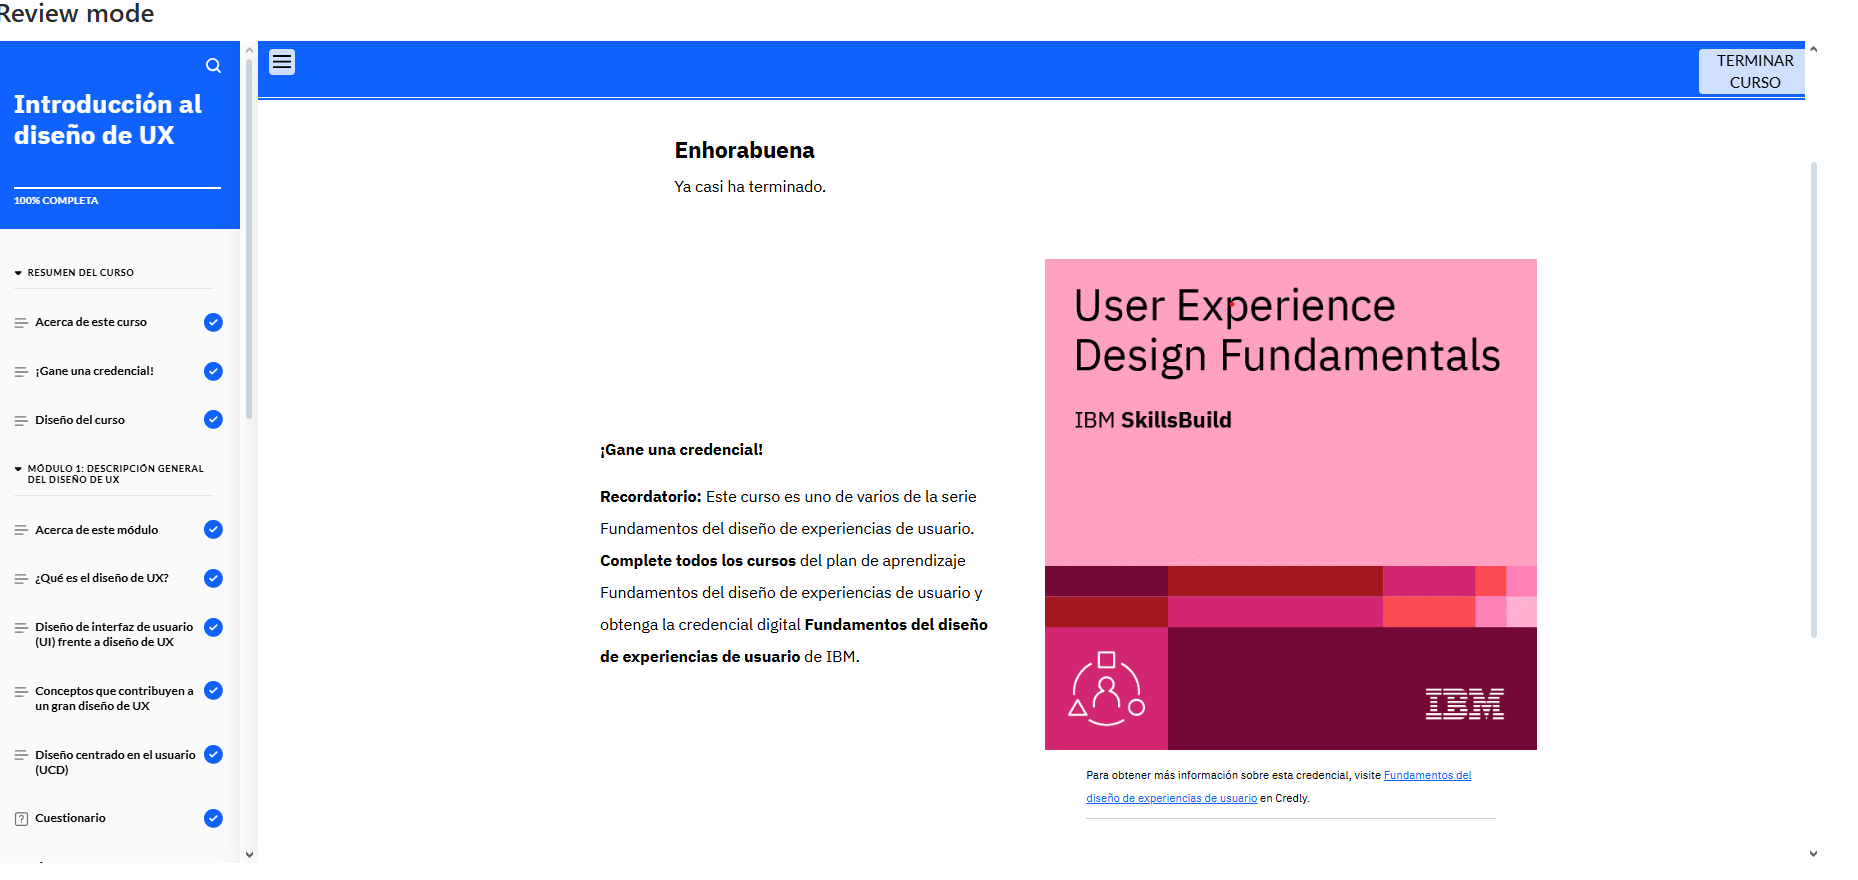 Review mode
Introducción al
diseño de UX
100% COMPLETA
RESUMEN DEL CURSO
Acerca de este curso
¡Gane una credencial!
Diseño del curso
MÓDULO 1: DESCRIPCIÓN GENERAL
DEL DISEÑO DE UX
Acerca de este módulo
¿Qué es el diseño de UX?
Diseño de interfaz de usuario
(UI) frente a diseño de UX
Conceptos que contribuyen a
un gran diseño de UX
Diseño centrado en el usuario
(UCD)
Cuestionario
TERMINAR
CURSO
Enhorabuena
Ya casi ha terminado.
¡Gane una credencial!
Recordatorio: Este curso es uno de varios de la serie
Fundamentos del diseño de experiencias de usuario.
Complete todos los cursos del plan de aprendizaje
Fundamentos del diseño de experiencias de usuario y
obtenga la credencial digital Fundamentos del diseño
de experiencias de usuario de IBM.
User Experience
Design Fundamentals
IBM SkillsBuild
IBM
Para obtener más información sobre esta credencial, visite Fundamentos del
diseño de experiencias de usuario en Credly.